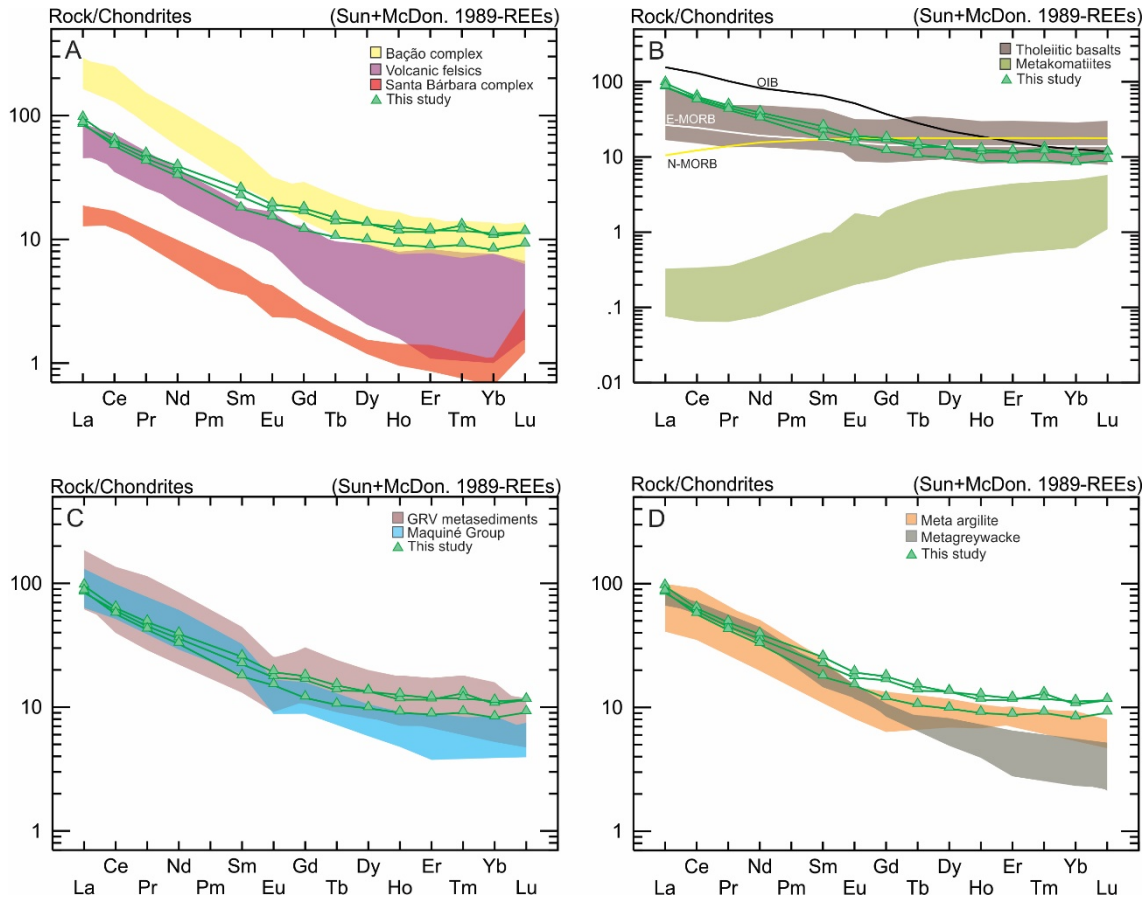 Rock/Chondrites (Sun+McDon. 1989-REEs)
A
Bação complex
Volcanic felsics
Santa Bárbara complex
This study
100
10
1
Ce Nd Sm Gd Dy Er Yb
La Pr Pm Eu Tb Ho Tm Lu
Rock/Chondrites (Sun+McDon. 1989-REEs)
B
Tholeiitic basalts
Metakomatiites
This study
OIB
E-MORB
N-MORB
100
10
1
.1
.01
Ce Nd Sm Gd Dy Er Yb
La Pr Pm Eu Tb Ho Tm Lu
Rock/Chondrites (Sun+McDon. 1989-REEs)
C
GRV metasediments
Maquiné Group
This study
100
10
1
Ce Nd Sm Gd Dy Er Yb
La Pr Pm Eu Tb Ho Tm Lu
Rock/Chondrites (Sun+McDon. 1989-REEs)
D
Meta argilite
Metagreywacke
This study
100
10
1
Ce Nd Sm Gd Dy Er Yb
La Pr Pm Eu Tb Ho Tm Lu